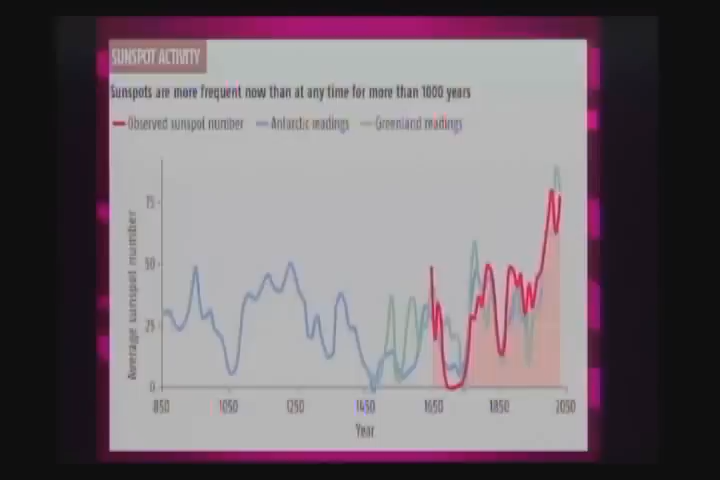 SUNSPOT ACTIVITY
Sunspots are more frequent now than at any time for more than 1000 years
Observed sunspot number Antarctic readings Greenland readings
Average sunspot number
75
50
25
0
850 1050 1250 1450 1650 1850 2050
Year